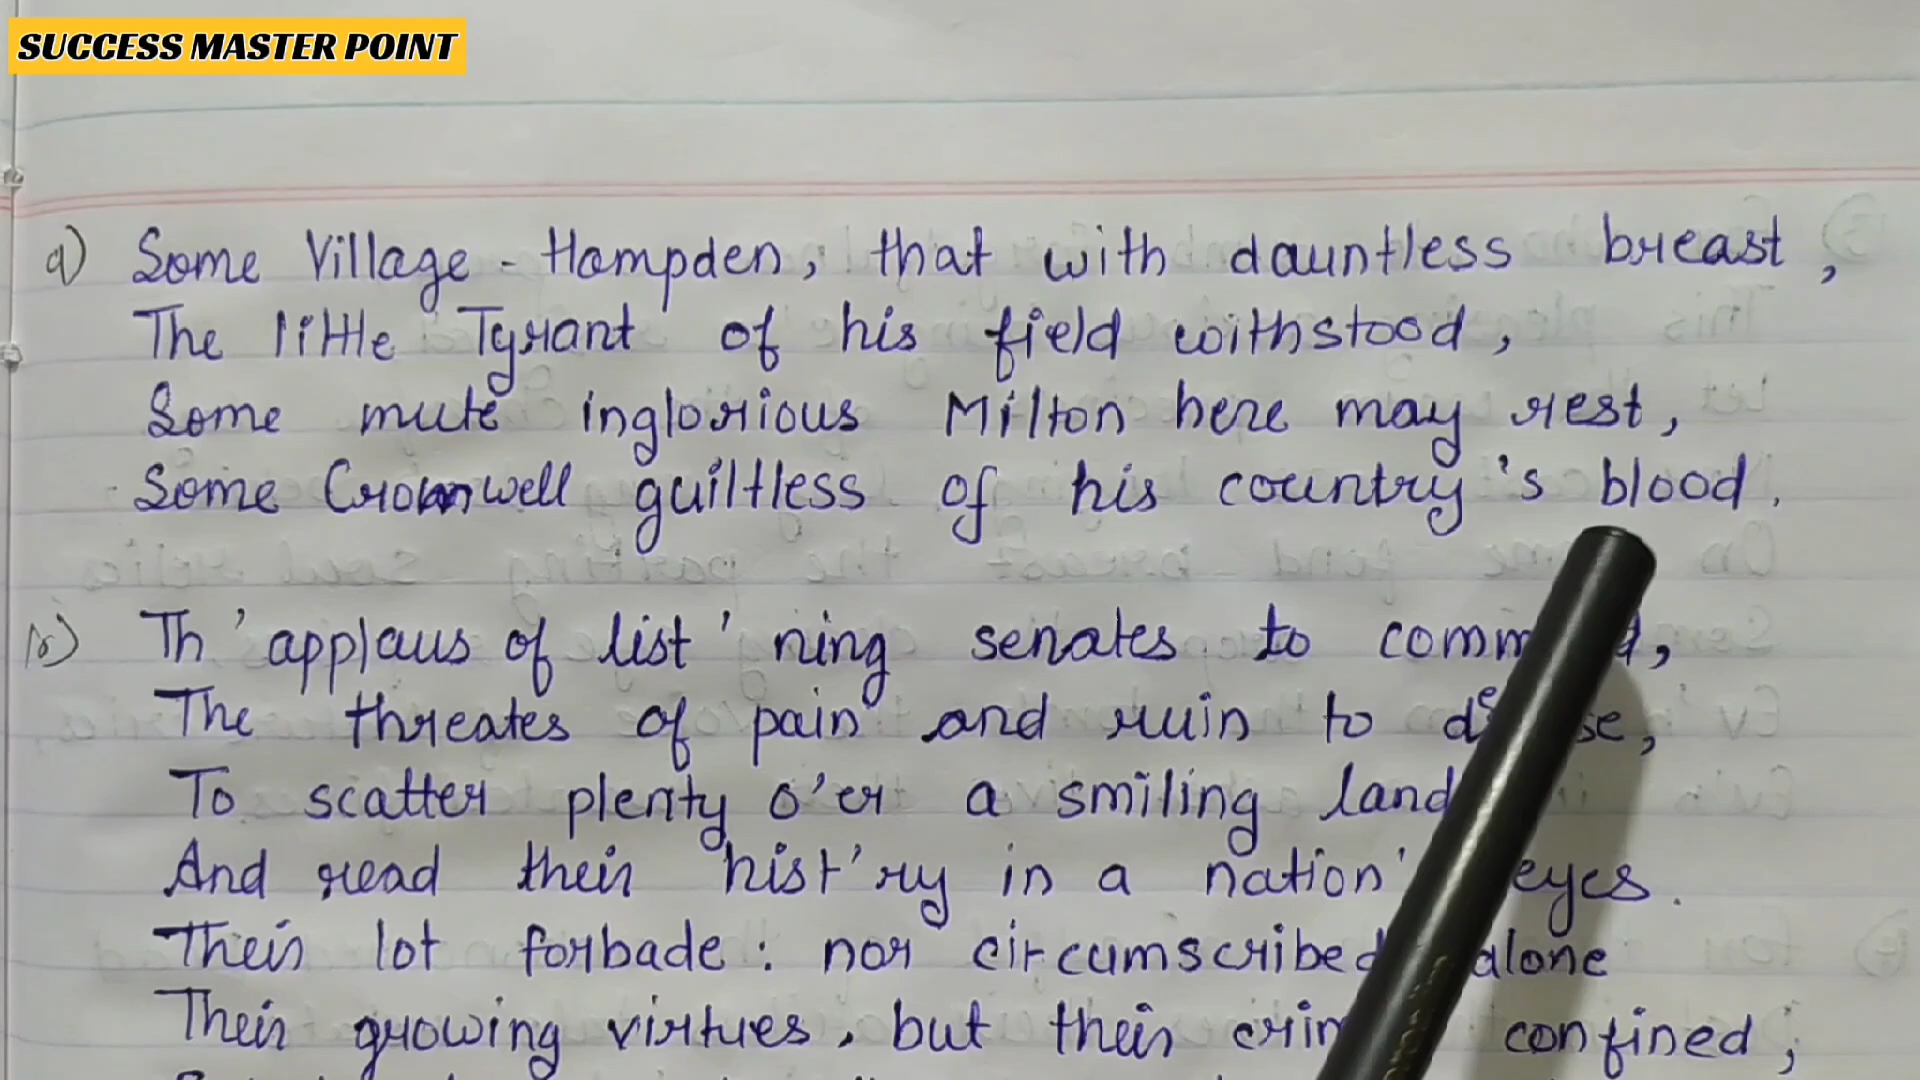 SUCCESS MASTER POINT
a) Some Village - Hampden, that with dauntless breast,
The little Tyrant of his field withstood,
Some mute inglorious Milton here may rest,
Some Cromwell guiltless of his country's blood.
Th' applaus of list'ning senates to
The threates of pain and ruin to
To scatter plenty o'er a smiling land
And read their hist'ry in a nation' eyes.
Their lot forbade: nor circumscribed alone
Their growing virtues, but their confined;